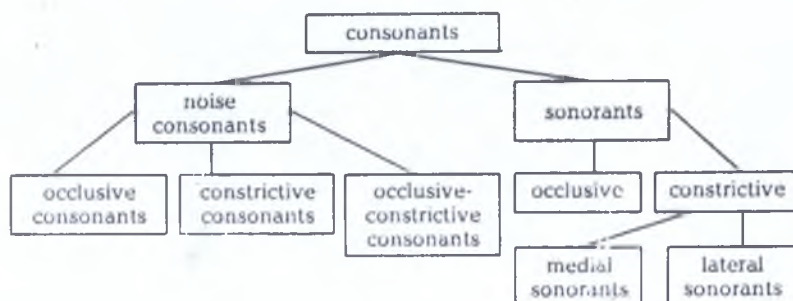 consonants
noise
consonants
sonorants
occlusive
consonants
constrictive
consonants
occlusive-
constrictive
consonants
occlusive
constrictive
medial
sonorants
lateral
sonorants